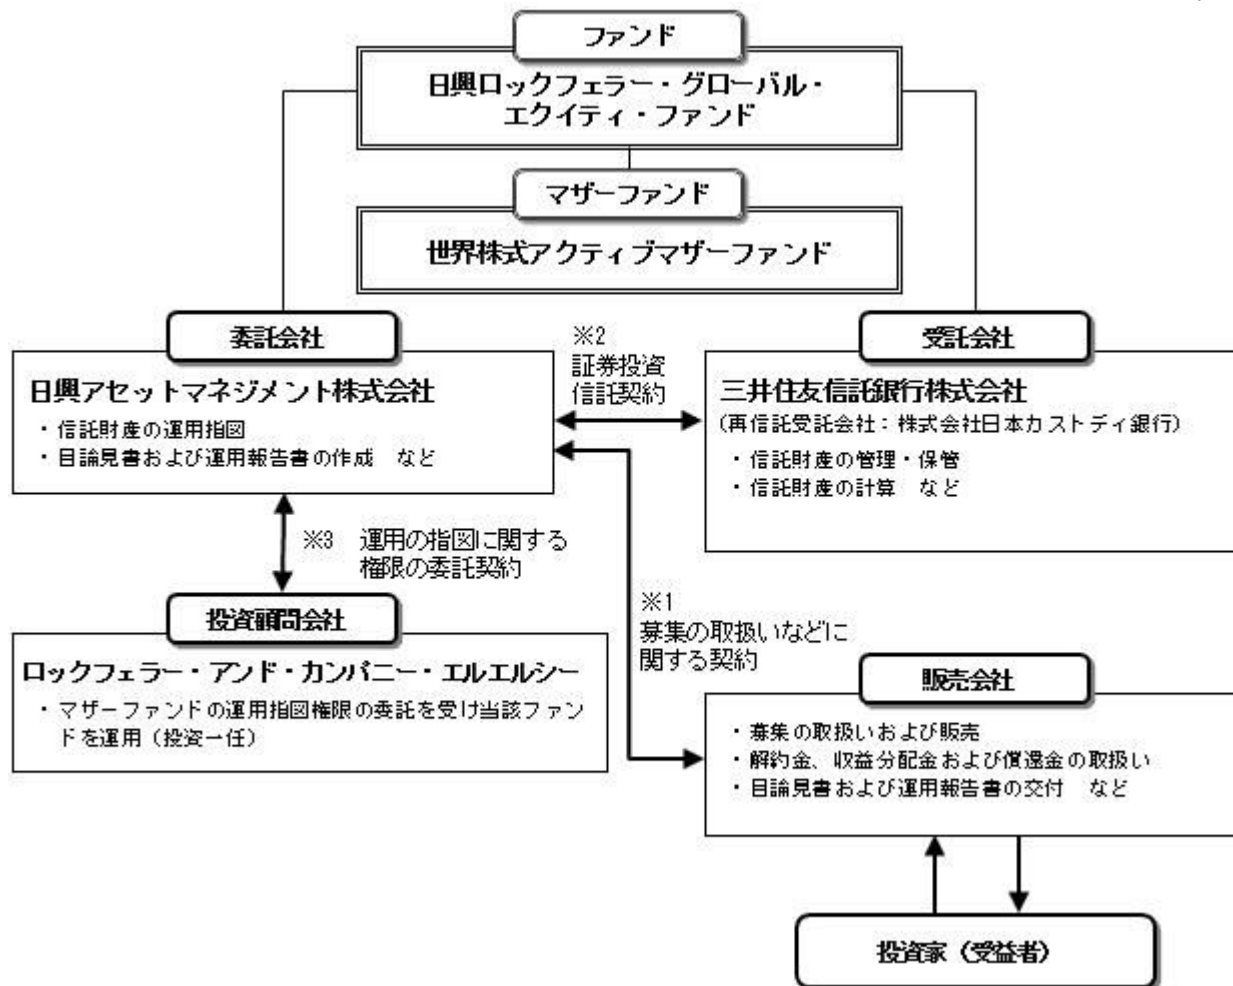 ファンド
日興ロックフェラー・グローバル・
エクイティ・ファンド
マザーファンド
世界株式アクティブマザーファンド
委託会社
日興アセットマネジメント株式会社
・信託財産の運用指図
・目論見書および運用報告書の作成 など
※2
証券投資
信託契約
受託会社
三井住友信託銀行株式会社
(再信託受託会社：株式会社日本カストディ銀行)
・信託財産の管理・保管
・信託財産の計算 など
※3 運用の指図に関する
権限の委託契約
投資顧問会社
ロックフェラー・アンド・カンパニー・エルエルシー
・マザーファンドの運用指図権限の委託を受け当該ファン
ドを運用（投資一任）
※1
募集の取扱いなどに
関する契約
販売会社
・募集の取扱いおよび販売
・解約金、収益分配金および償還金の取扱い
・目論見書および運用報告書の交付 など
投資家（受益者）